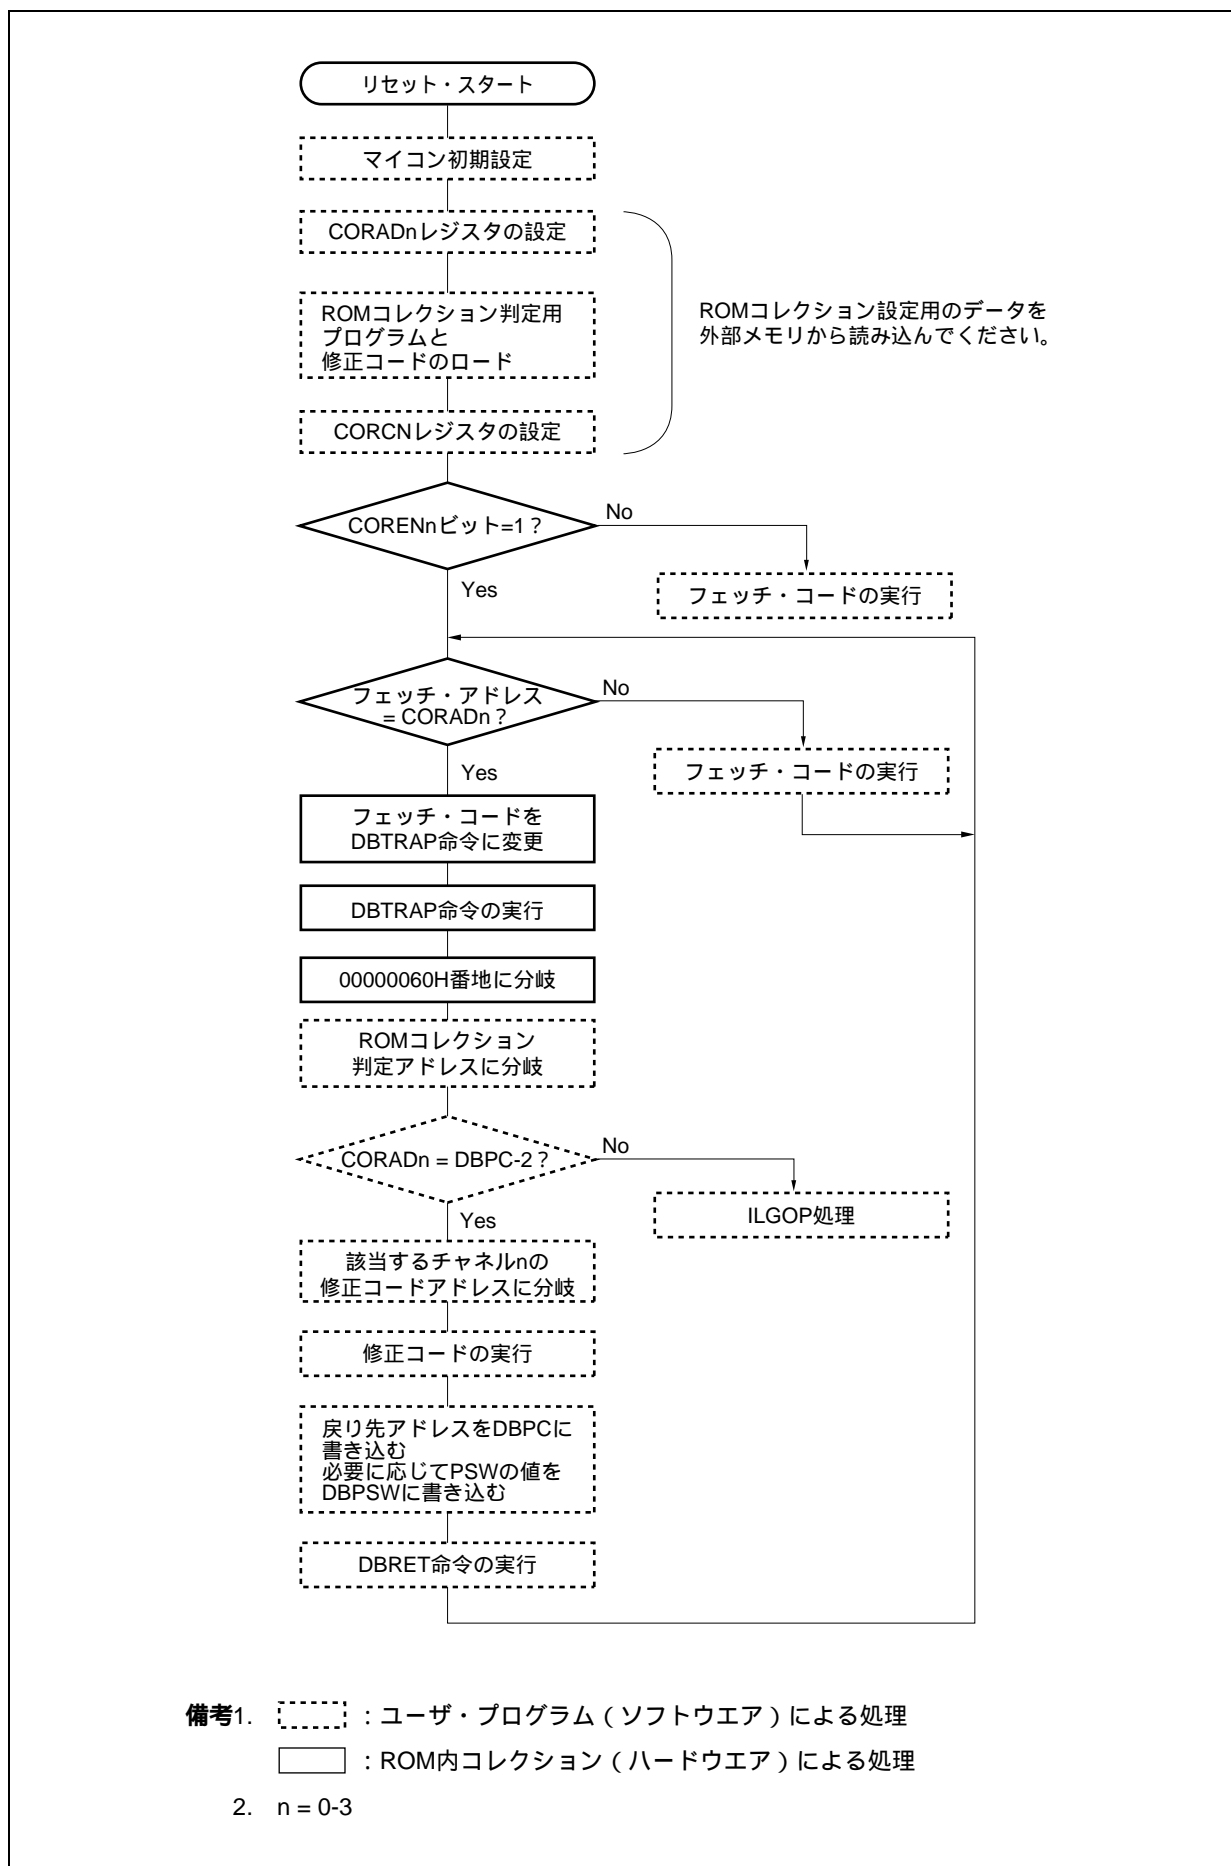 リセット・スタート
マイコン初期設定
CORADnレジスタの設定
ROMコレクション判定用
プログラムと
修正コードのロード
ROMコレクション設定用のデータを
外部メモリから読み込んでください。
CORCNレジスタの設定
CORENnビット=1？
No
Yes
フェッチ・コードの実行
フェッチ・アドレス
= CORADn？
No
Yes
フェッチ・コードの実行
フェッチ・コードを
DBTRAP命令に変更
DBTRAP命令の実行
00000060H番地に分岐
ROMコレクション
判定アドレスに分岐
CORADn = DBPC-2？
No
Yes
ILGOP処理
該当するチャネルnの
修正コードアドレスに分岐
修正コードの実行
戻り先アドレスをDBPCに
書き込む
必要に応じてPSWの値を
DBPSWに書き込む
DBRET命令の実行
備考1. ：ユーザ・プログラム（ソフトウエア）による処理
：ROM内コレクション（ハードウエア）による処理
2. n = 0-3